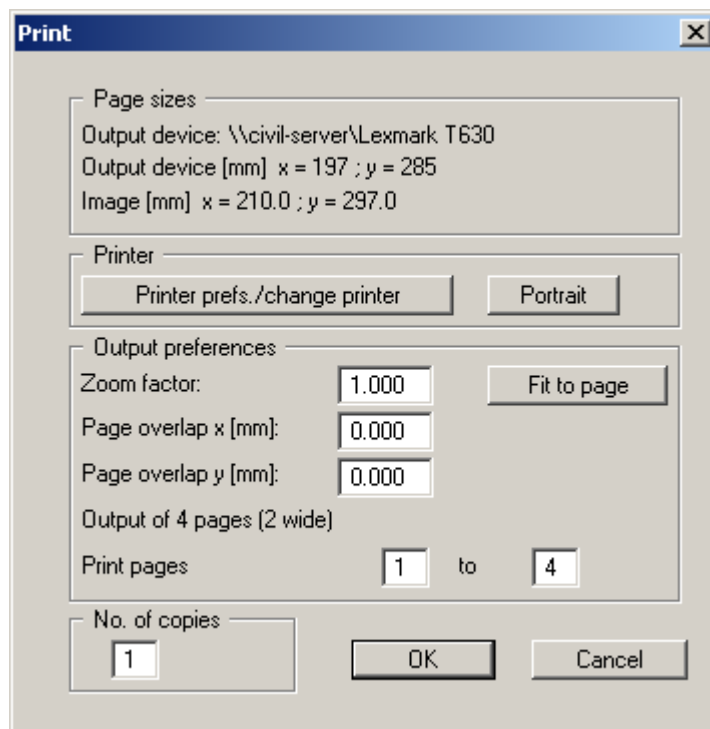 Print
Page sizes
Output device: \\civil-server\Lexmark T630
Output device [mm] x = 197 ; y = 285
Image [mm] x = 210.0 ; y = 297.0
Printer
Printer prefs./change printer Portrait
Output preferences
Zoom factor: 1.000 Fit to page
Page overlap x [mm]: 0.000
Page overlap y [mm]: 0.000
Output of 4 pages (2 wide)
Print pages 1 to 4
No. of copies
1 OK Cancel